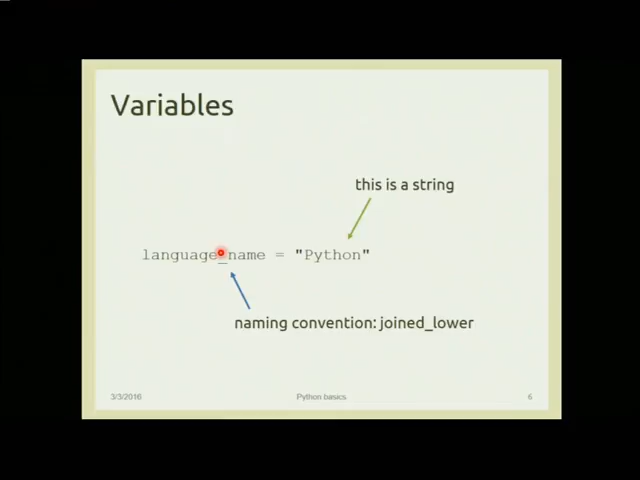 Variables
this is a string
language_name = "Python"
naming convention: joined_lower
3/3/2016 Python basics 6